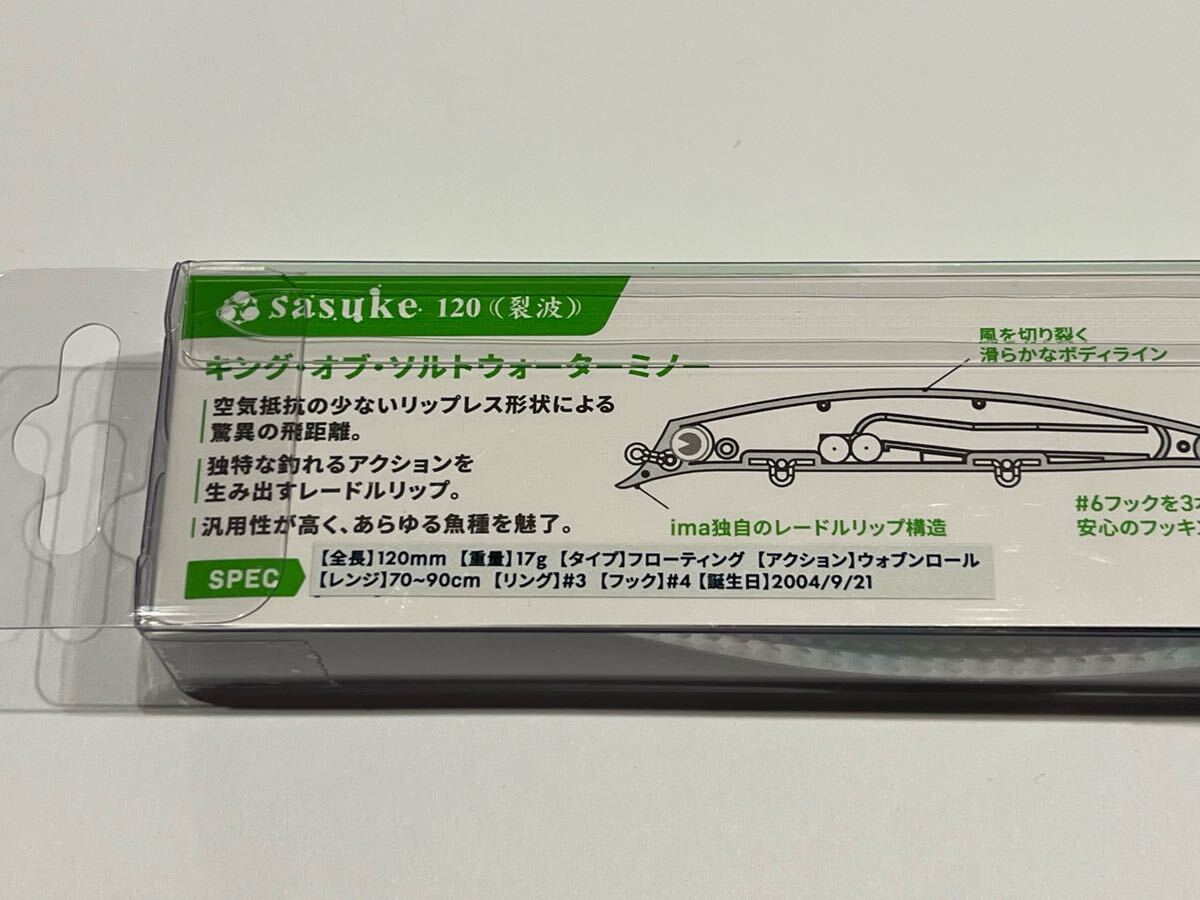 sasuke 120 ((裂波))
キング・オブ・ソルトウォーターミノー
空気抵抗の少ないリップレス形状による
驚異の飛距離。
独特な釣れるアクションを
生み出すレードルリップ。
汎用性が高く、あらゆる魚種を魅了。
風を切り裂く
滑らかなボディライン
ima独自のレードルリップ構造
#6フックを3
安心のフッキ
SPEC
【全長】120mm 【重量】17g 【タイプ】フローティング 【アクション】ウォブンロール
【レンジ】70~90cm 【リング】#3 【フック】#4 【誕生日】2004/9/21